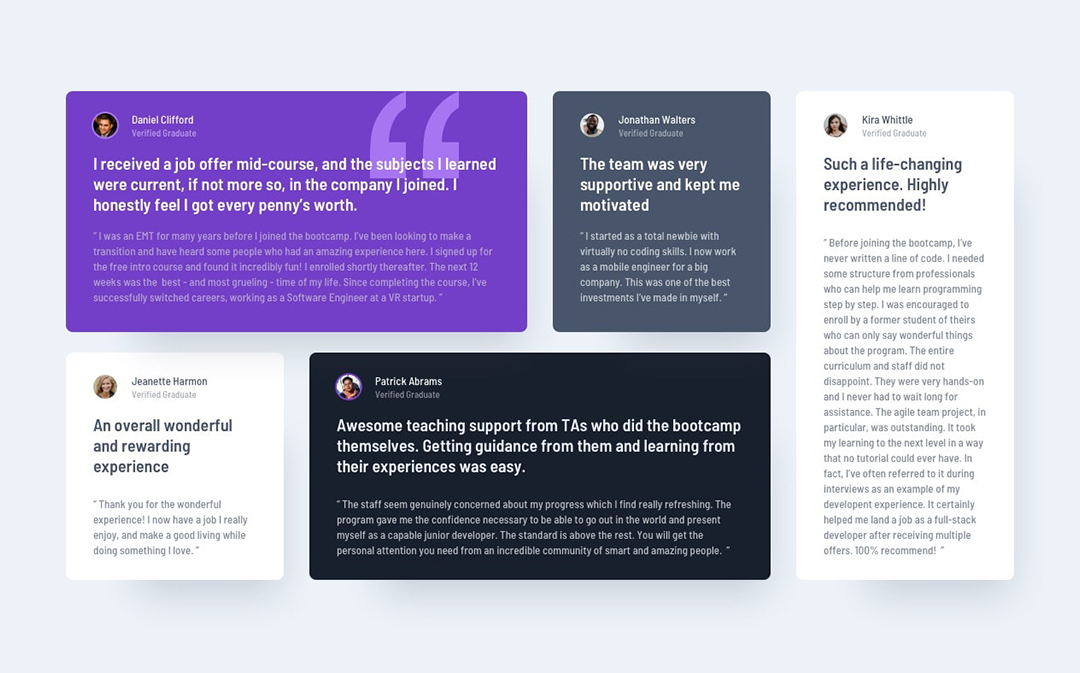 Daniel Clifford
Verified Graduate
I received a job offer mid-course, and the subjects I learned
were current, if not more so, in the company I joined. I
honestly feel I got every penny’s worth.
“ I was an EMT for many years before I joined the bootcamp. I’ve been looking to make a
transition and have heard some people who had an amazing experience here. I signed up for
the free intro course and found it incredibly fun! I enrolled shortly thereafter. The next 12
weeks was the best - and most grueling - time of my life. Since completing the course, I’ve
successfully switched careers, working as a Software Engineer at a VR startup. ”
Jonathan Walters
Verified Graduate
The team was very
supportive and kept me
motivated
“ I started as a total newbie with
virtually no coding skills. I now work
as a mobile engineer for a big
company. This was one of the best
investments I’ve made in myself. ”
Kira Whittle
Verified Graduate
Such a life-changing
experience. Highly
recommended!
“ Before joining the bootcamp, I’ve
never written a line of code. I needed
some structure from professionals
who can help me learn programming
step by step. I was encouraged to
enroll by a former student of theirs
who can only say wonderful things
about the program. The entire
curriculum and staff did not
disappoint. They were very hands-on
and I never had to wait long for
assistance. The agile team project, in
particular, was outstanding. It took
my learning to the next level in a way
that no tutorial could ever have. In
fact, I’ve often referred to it during
interviews as an example of my
developent experience. It certainly
helped me land a job as a full-stack
developer after receiving multiple
offers. 100% recommend! ”
Jeanette Harmon
Verified Graduate
An overall wonderful
and rewarding
experience
“ Thank you for the wonderful
experience! I now have a job I really
enjoy, and make a good living while
doing something I love. ”
Patrick Abrams
Verified Graduate
Awesome teaching support from TAs who did the bootcamp
themselves. Getting guidance from them and learning from
their experiences was easy.
“ The staff seem genuinely concerned about my progress which I find really refreshing. The
program gave me the confidence necessary to be able to go out in the world and present
myself as a capable junior developer. The standard is above the rest. You will get the
personal attention you need from an incredible community of smart and amazing people. ”